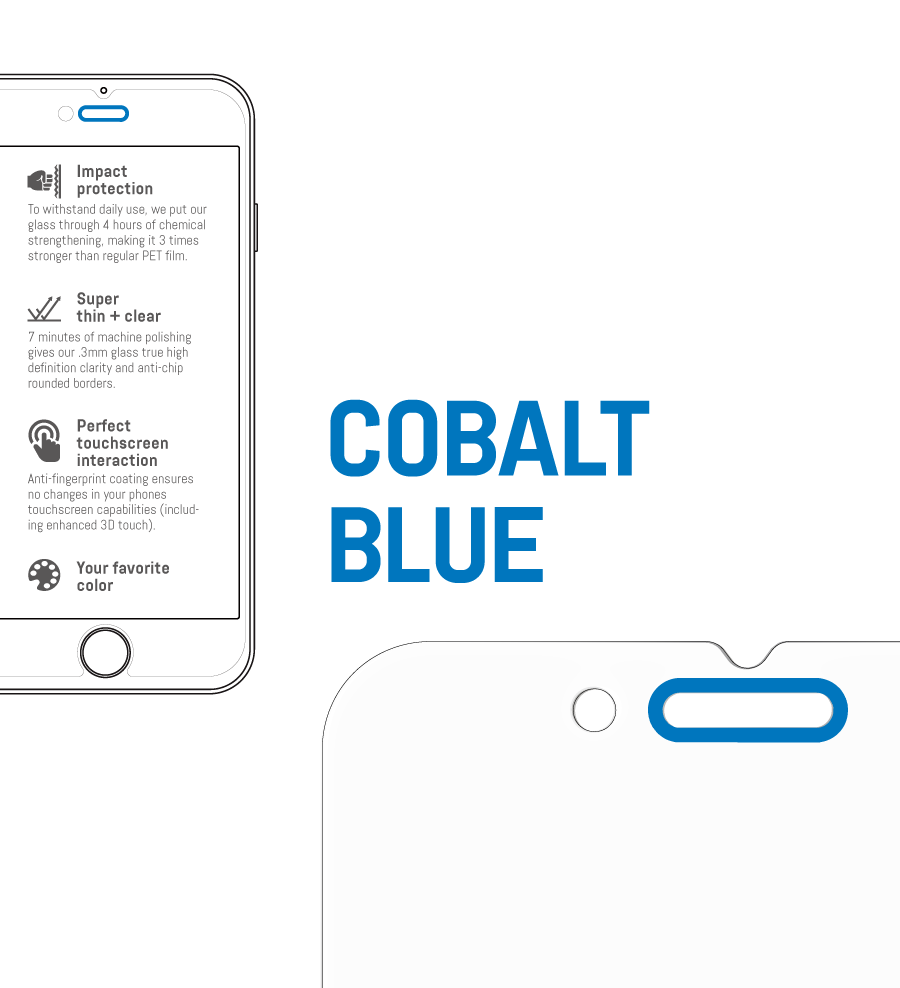 Impact
protection
To withstand daily use, we put our
glass through 4 hours of chemical
strengthening, making it 3 times
stronger than regular PET film.
Super
thin + clear
7 minutes of machine polishing
gives our .3mm glass true high
definition clarity and anti-chip
rounded borders.
Perfect
touchscreen
interaction
Anti-fingerprint coating ensures
no changes in your phones
touchscreen capabilities (includ-
ing enhanced 3D touch).
Your favorite
color
COBALT
BLUE